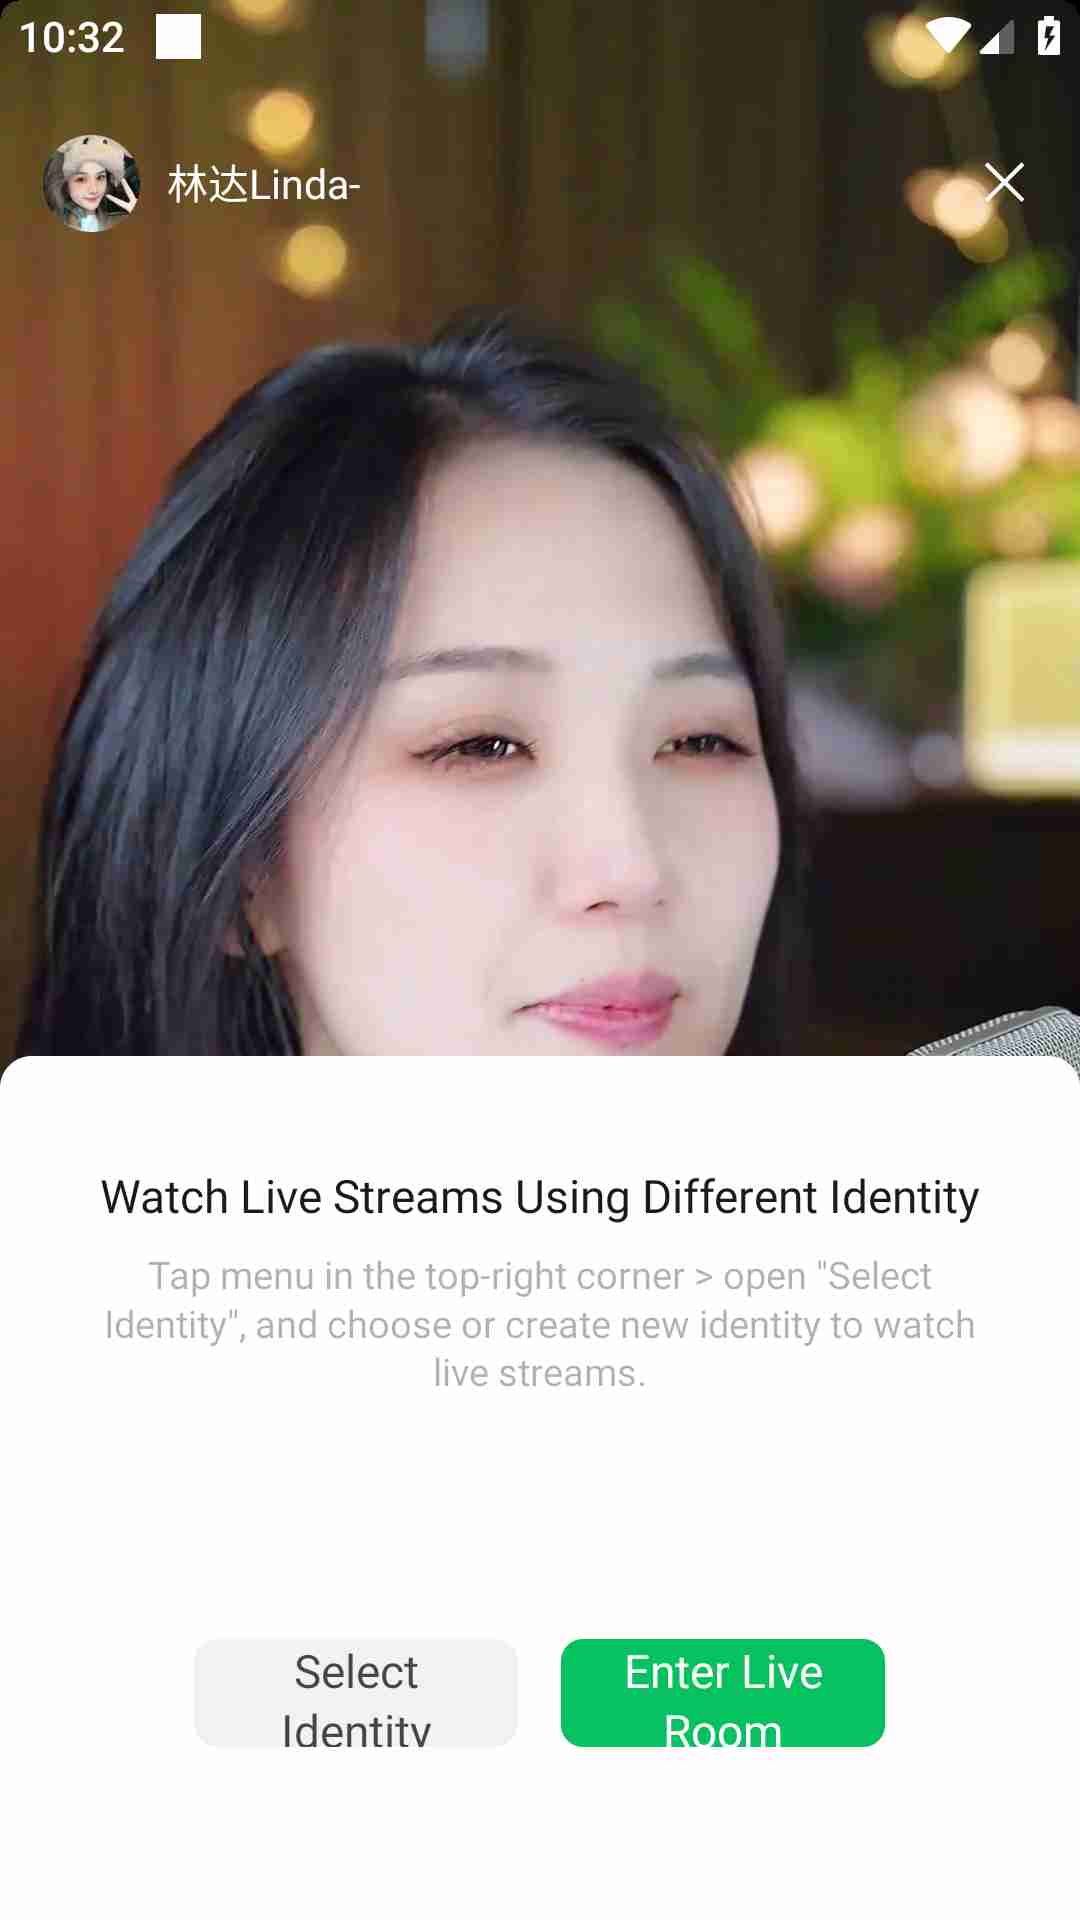 10:32
林达Linda-
Watch Live Streams Using Different Identity
Tap menu in the top-right corner > open "Select
Identity", and choose or create new identity to watch
live streams.
Select
Identity
Enter Live
Room